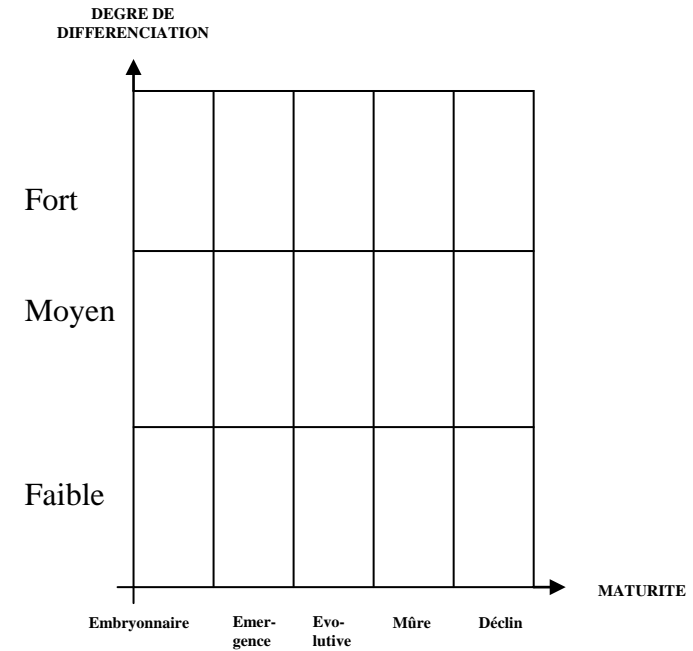 DEGRE DE
DIFFERENCIATION
Fort
Moyen
Faible
MATURITE
Embryonnaire
Emer-
gence
Evo-
lutive
Mûre
Déclin